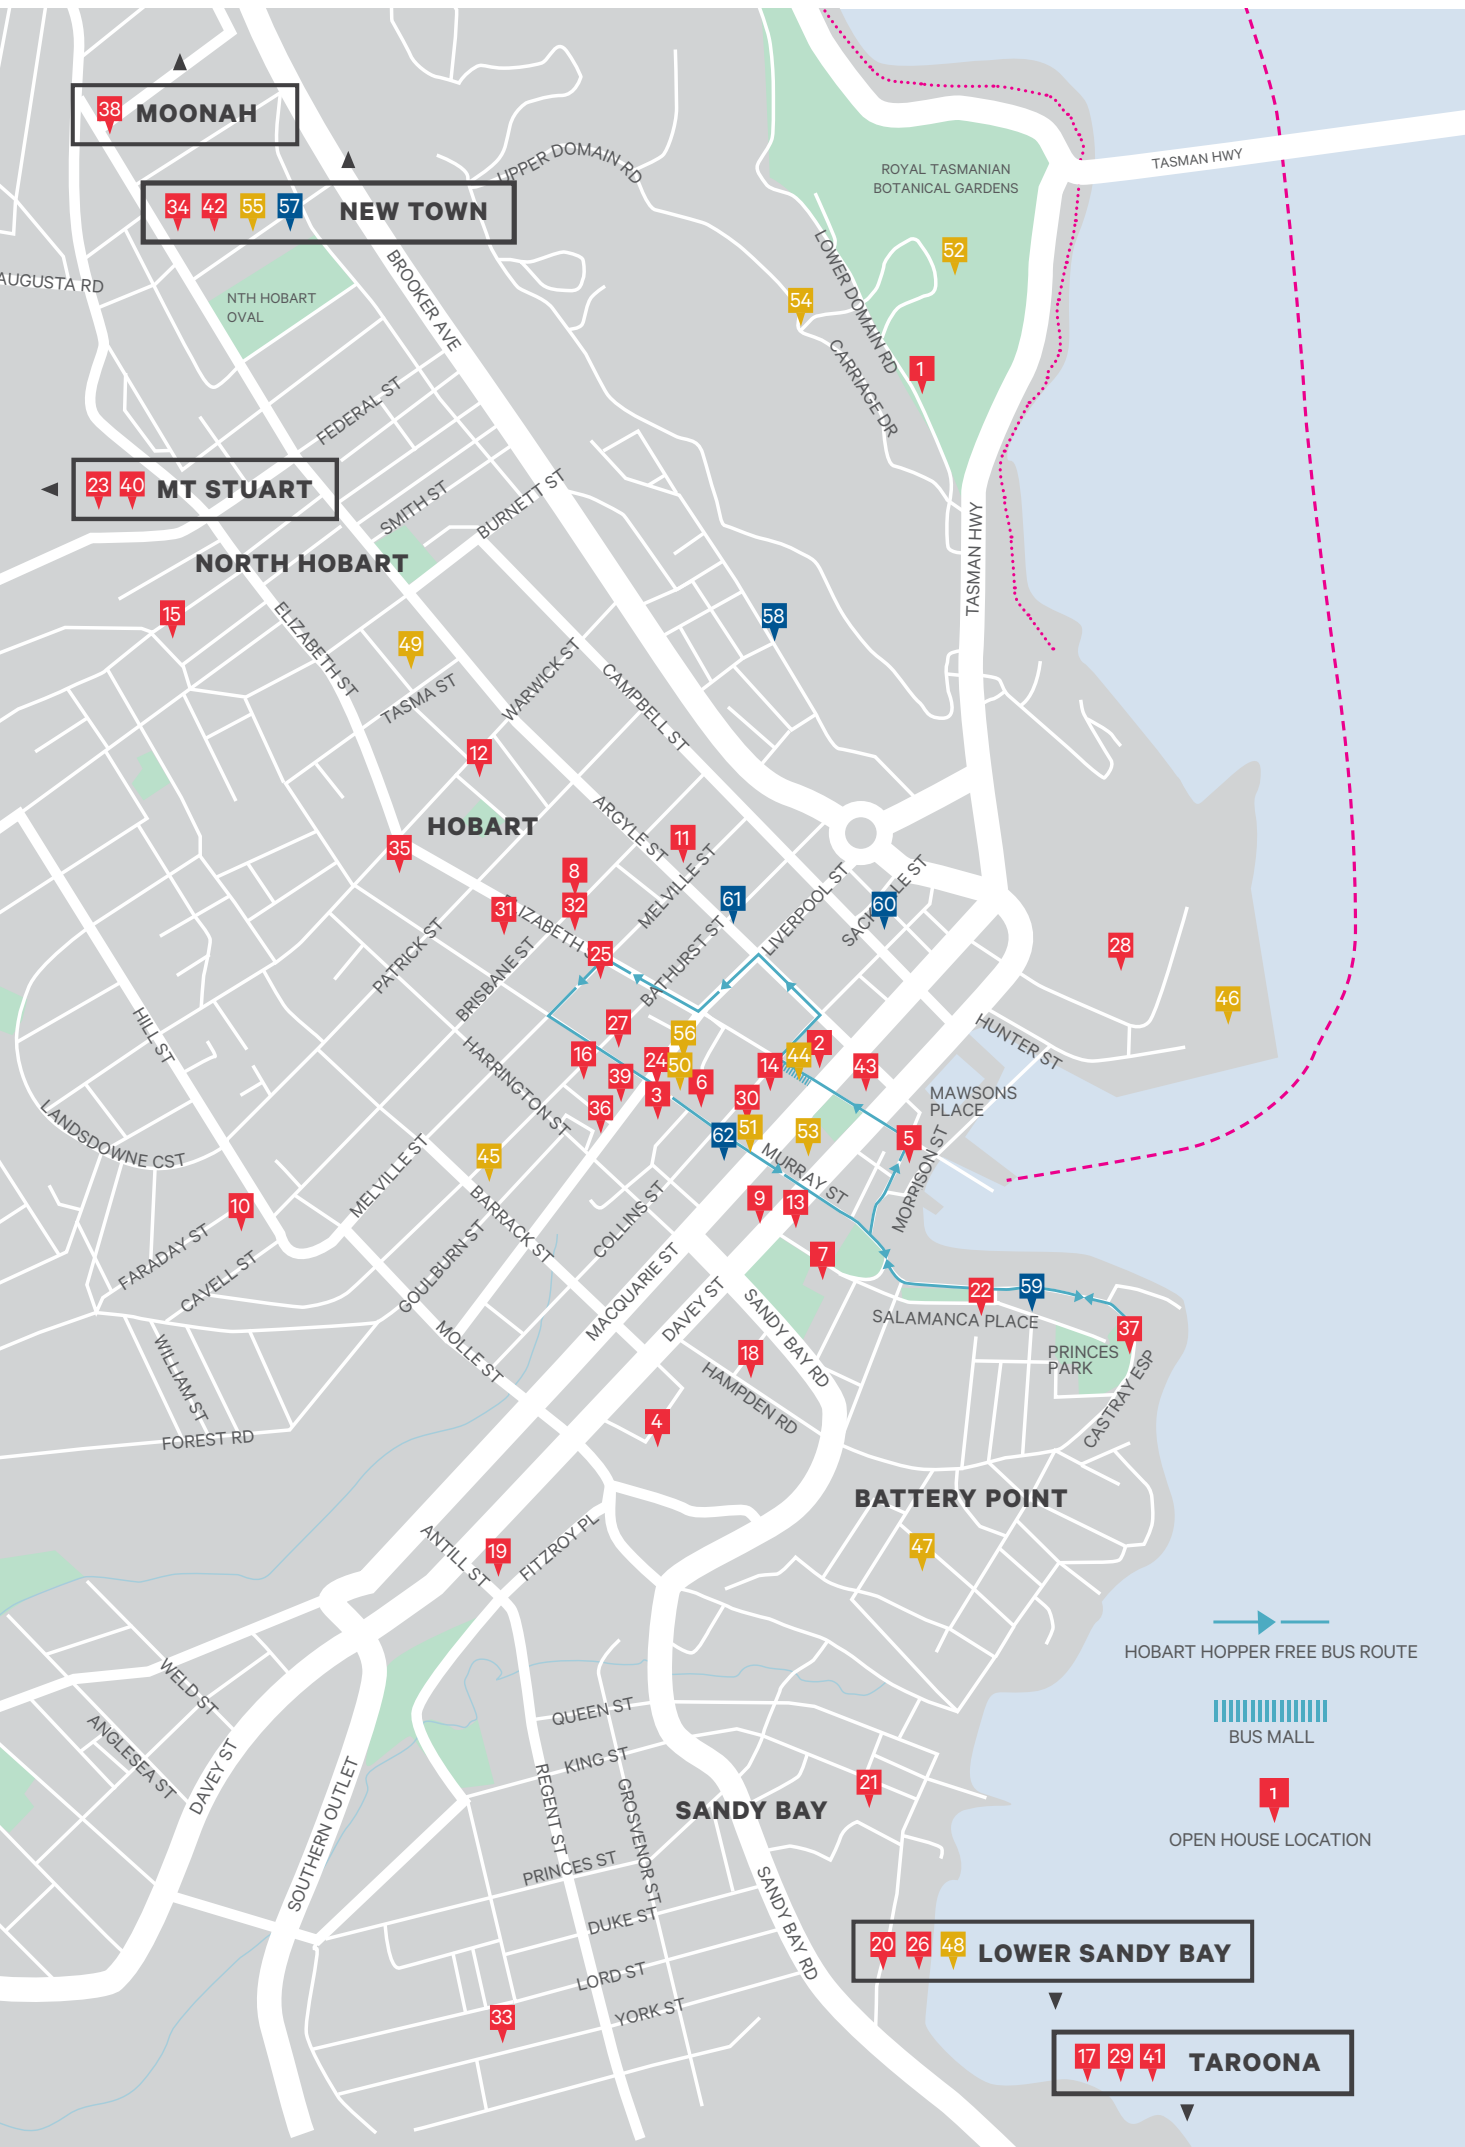 38 MOONAH
UPPER DOMAIN RD
TASMAN HWY
ROYAL TASMANIAN
BOTANICAL GARDENS
34 42 55 57 NEW TOWN
52
LOWER DOMAIN RD
AUGUSTA RD
BROOKER AVE
NTH HOBART
OVAL
54
CARRIAGE DR
1
FEDERAL ST
23 40 MT STUART
SMITH ST
BURNETT ST
TASMAN HWY
NORTH HOBART
15
ELIZABETH ST
58
49
TASMA ST
WARWICK ST
CAMPBELL ST
12
HOBART
ARGYLE ST
11
MELVILLE ST
35
8
32
31
61
LIVERPOOL ST
60
28
PATRICK ST
BRISBANE ST
25
BATHURST ST
46
HILL ST
27
56
HUNTER ST
HARRINGTON ST
16
24
50
14
44
2
43
39
3
6
30
MAWSONS
PLACE
36
LANDSDOWNE CST
45
62
51
53
5
MELVILLE ST
MURRAY ST
MORRISON ST
10
BARRACK ST
COLLINS ST
9
13
FARADAY ST
GOULBURN ST
7
CAVELL ST
MACQUARIE ST
DAVEY ST
SANDY BAY RD
22
59
SALAMANCA PLACE
37
WILLIAM ST
MOLLE ST
18
PRINCES
PARK
HAMPDEN RD
CASTRAY ESP
4
FOREST RD
BATTERY POINT
ANTILL ST
19
FITZROY PL
47
HOBART HOPPER FREE BUS ROUTE
WELD ST
QUEEN ST
BUS MALL
ANGLESEA ST
DAVEY ST
KING ST
21
1
SOUTHERN OUTLET
REGENT ST
GROSVENOR ST
SANDY BAY
OPEN HOUSE LOCATION
PRINCES ST
SANDY BAY RD
DUKE ST
20 26 48 LOWER SANDY BAY
LORD ST
33
YORK ST
17 29 41 TAROONA